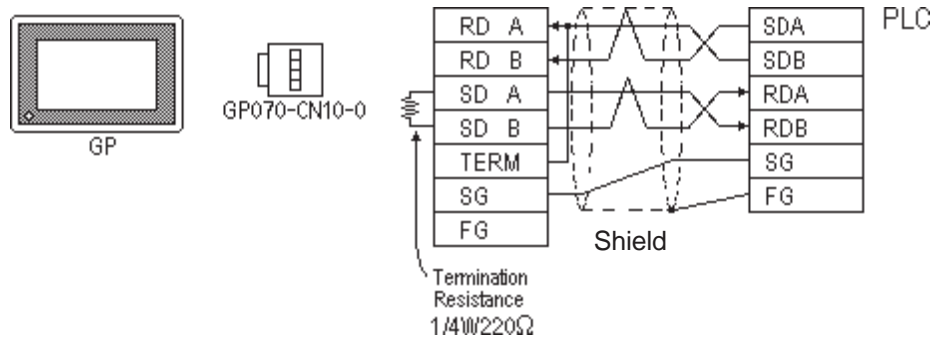 GP
GP070-CN10-0
RD A
RD B
SD A
SD B
TERM
SG
FG
Termination
Resistance
1/4W220Ω
Shield
PLC
SDA
SDB
RDA
RDB
SG
FG